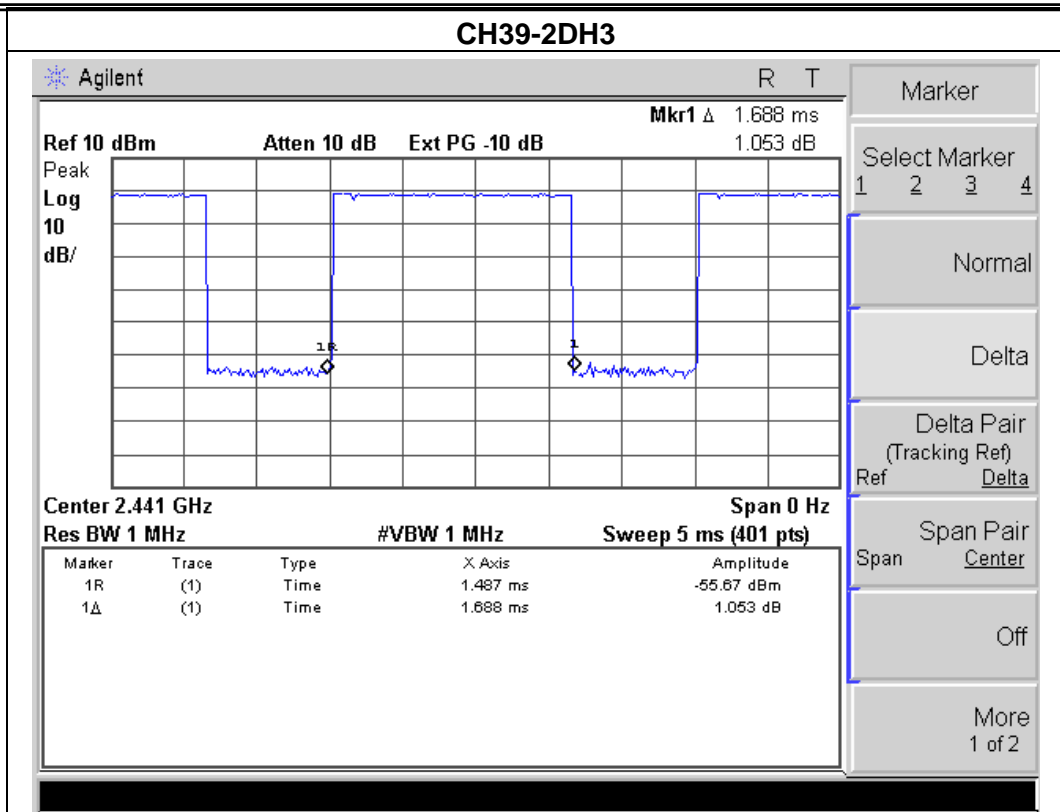 CH39-2DH3
Agilent R T
Mkr1 Δ 1.688 ms
Ref 10 dBm Atten 10 dB Ext PG -10 dB 1.053 dB
Peak
Log
10
dB/
1R
1
Center 2.441 GHz Span 0 Hz
Res BW 1 MHz #VBW 1 MHz Sweep 5 ms (401 pts)
Marker Trace Type X Axis Amplitude
1R (1) Time 1.487 ms -55.67 dBm
1Δ (1) Time 1.688 ms 1.053 dB
Marker
Select Marker
1 2 3 4
Normal
Delta
Delta Pair
(Tracking Ref)
Ref Delta
Span Pair
Span Center
Off
More
1 of 2